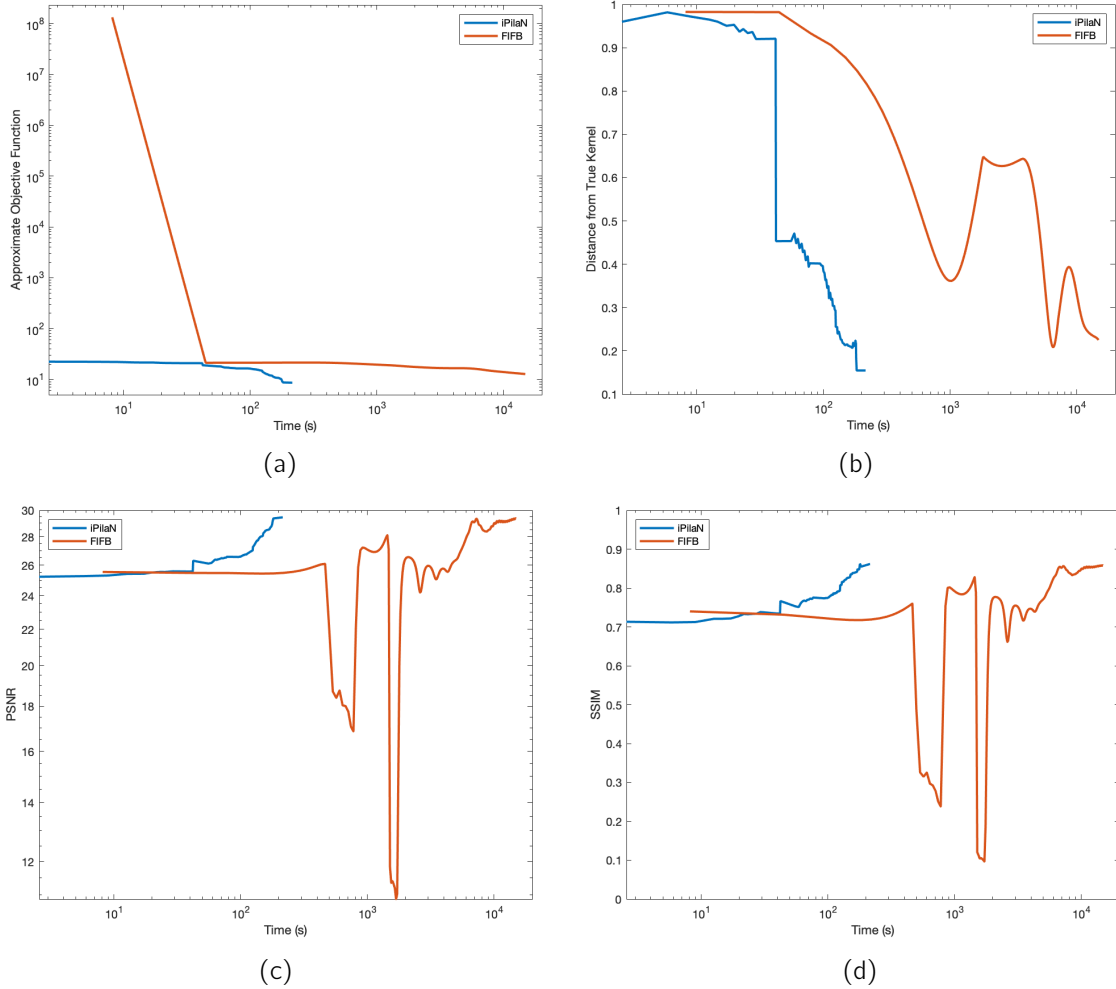 iPilaN
FIFB
Approximate Objective Function
10^8
10^7
10^6
10^5
10^4
10^3
10^2
10^1
10^1
10^2
10^3
10^4
Time (s)
(a)
iPilaN
FIFB
Distance from True Kernel
1
0.9
0.8
0.7
0.6
0.5
0.4
0.3
0.2
0.1
10^1
10^2
10^3
10^4
Time (s)
(b)
iPilaN
FIFB
PSNR
30
28
26
24
22
20
18
16
14
12
10^1
10^2
10^3
10^4
Time (s)
(c)
iPilaN
FIFB
SSIM
1
0.9
0.8
0.7
0.6
0.5
0.4
0.3
0.2
0.1
0
10^1
10^2
10^3
10^4
Time (s)
(d)